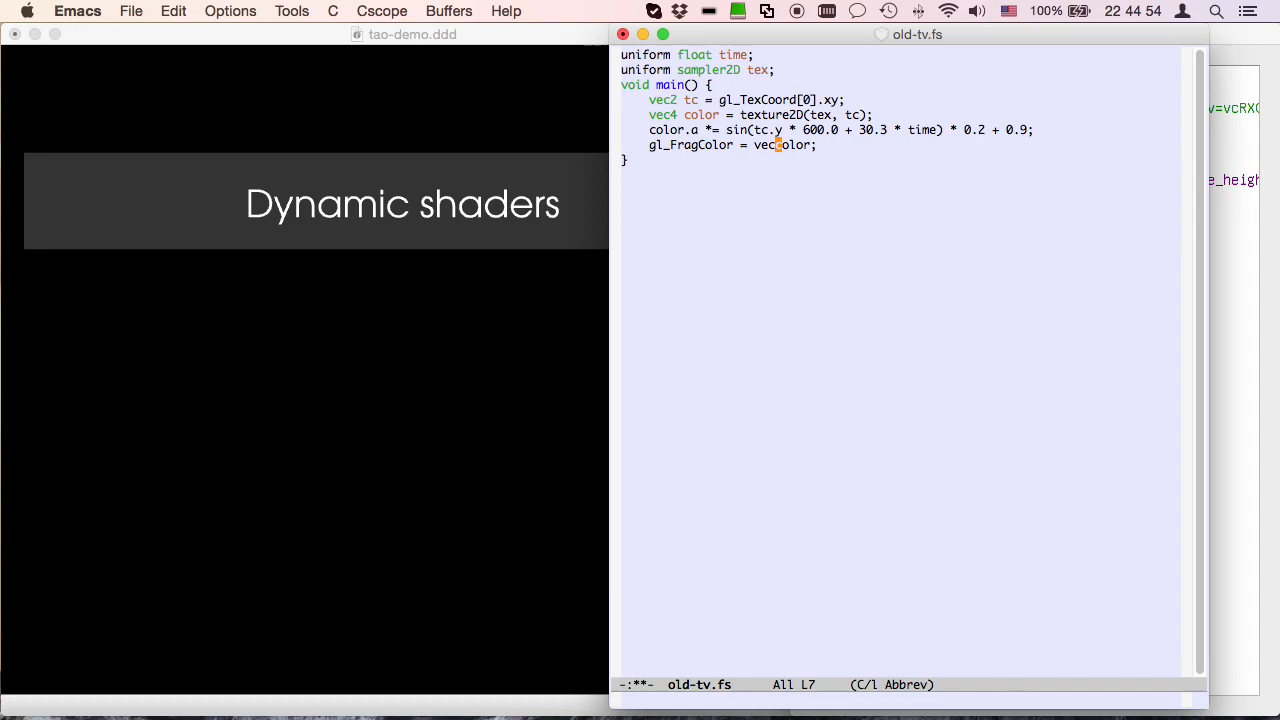 Emacs File Edit Options Tools C Cscope Buffers Help 100% 22 44 54
tao-demo.ddd
old-tv.fs
Dynamic shaders
uniform float time;
uniform sampler2D tex;
void main() {
vec2 tc = gl_TexCoord[0].xy;
vec4 color = texture2D(tex, tc);
color.a *= sin(tc.y * 600.0 + 30.3 * time) * 0.2 + 0.9;
gl_FragColor = veccolor;
}
v=vcRXC
e_heigh
-:**- old-tv.fs All L7 (C/l Abbrev)